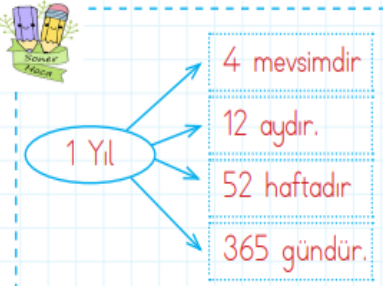 Soner
Hoca
4 mevsimdir
12 aydır.
1 Yıl
52 haftadır
365 gündür.